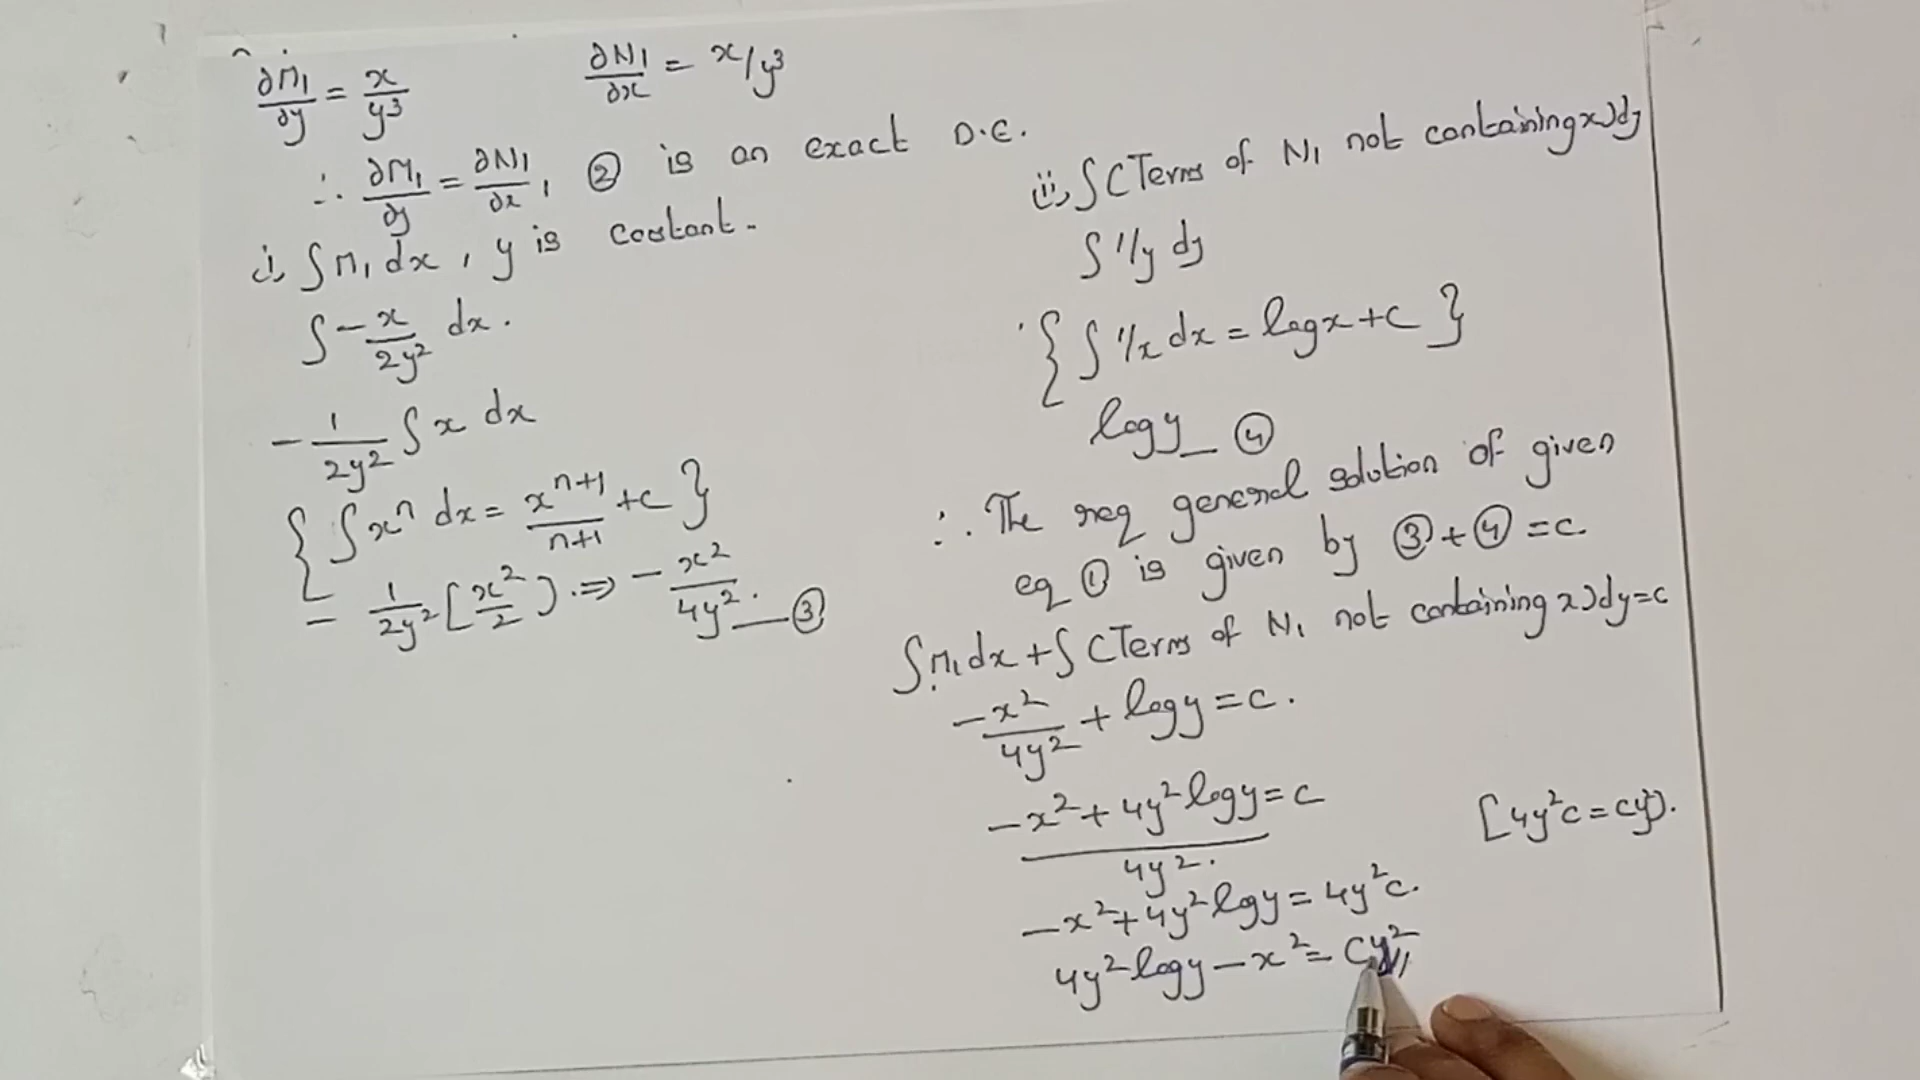 ∂M₁/∂y = x/y³    ∂N₁/∂x = x/y³
∴ ∂M₁/∂y = ∂N₁/∂x, ② is an exact D.E.
i, ∫M₁dx, y is costant.
∫ -x/2y² dx.
-1/2y² ∫ x dx
{∫xⁿ dx = xⁿ⁺¹/n+1 + c}
- 1/2y² [x²/2]. ⇒ -x²/4y². — ③
ii, ∫(Terms of N₁ not containing x)dy
∫ 1/y dy
{∫ 1/x dx = log x + c}
log y — ④
∴ The req general solution of given
eq ① is given by ③ + ④ = c.
∫M₁dx + ∫(Terms of N₁ not containing x)dy = c
-x²/4y² + log y = c.
-x² + 4y² log y / 4y². = c
[4y²c = cy²].
-x² + 4y² log y = 4y²c.
4y² log y - x² = cy²//